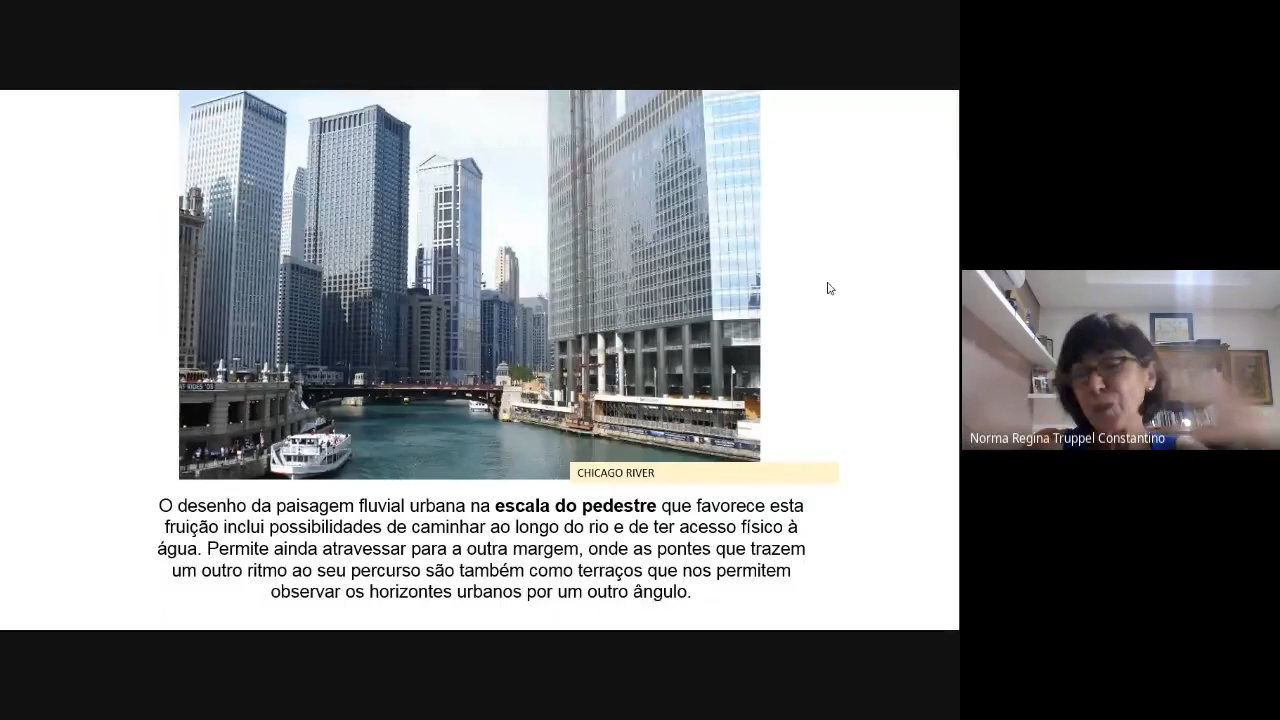 CHICAGO RIVER
O desenho da paisagem fluvial urbana na escala do pedestre que favorece esta
fruição inclui possibilidades de caminhar ao longo do rio e de ter acesso físico à
água. Permite ainda atravessar para a outra margem, onde as pontes que trazem
um outro ritmo ao seu percurso são também como terraços que nos permitem
observar os horizontes urbanos por um outro ângulo.
Norma Regina Truppel Constantino